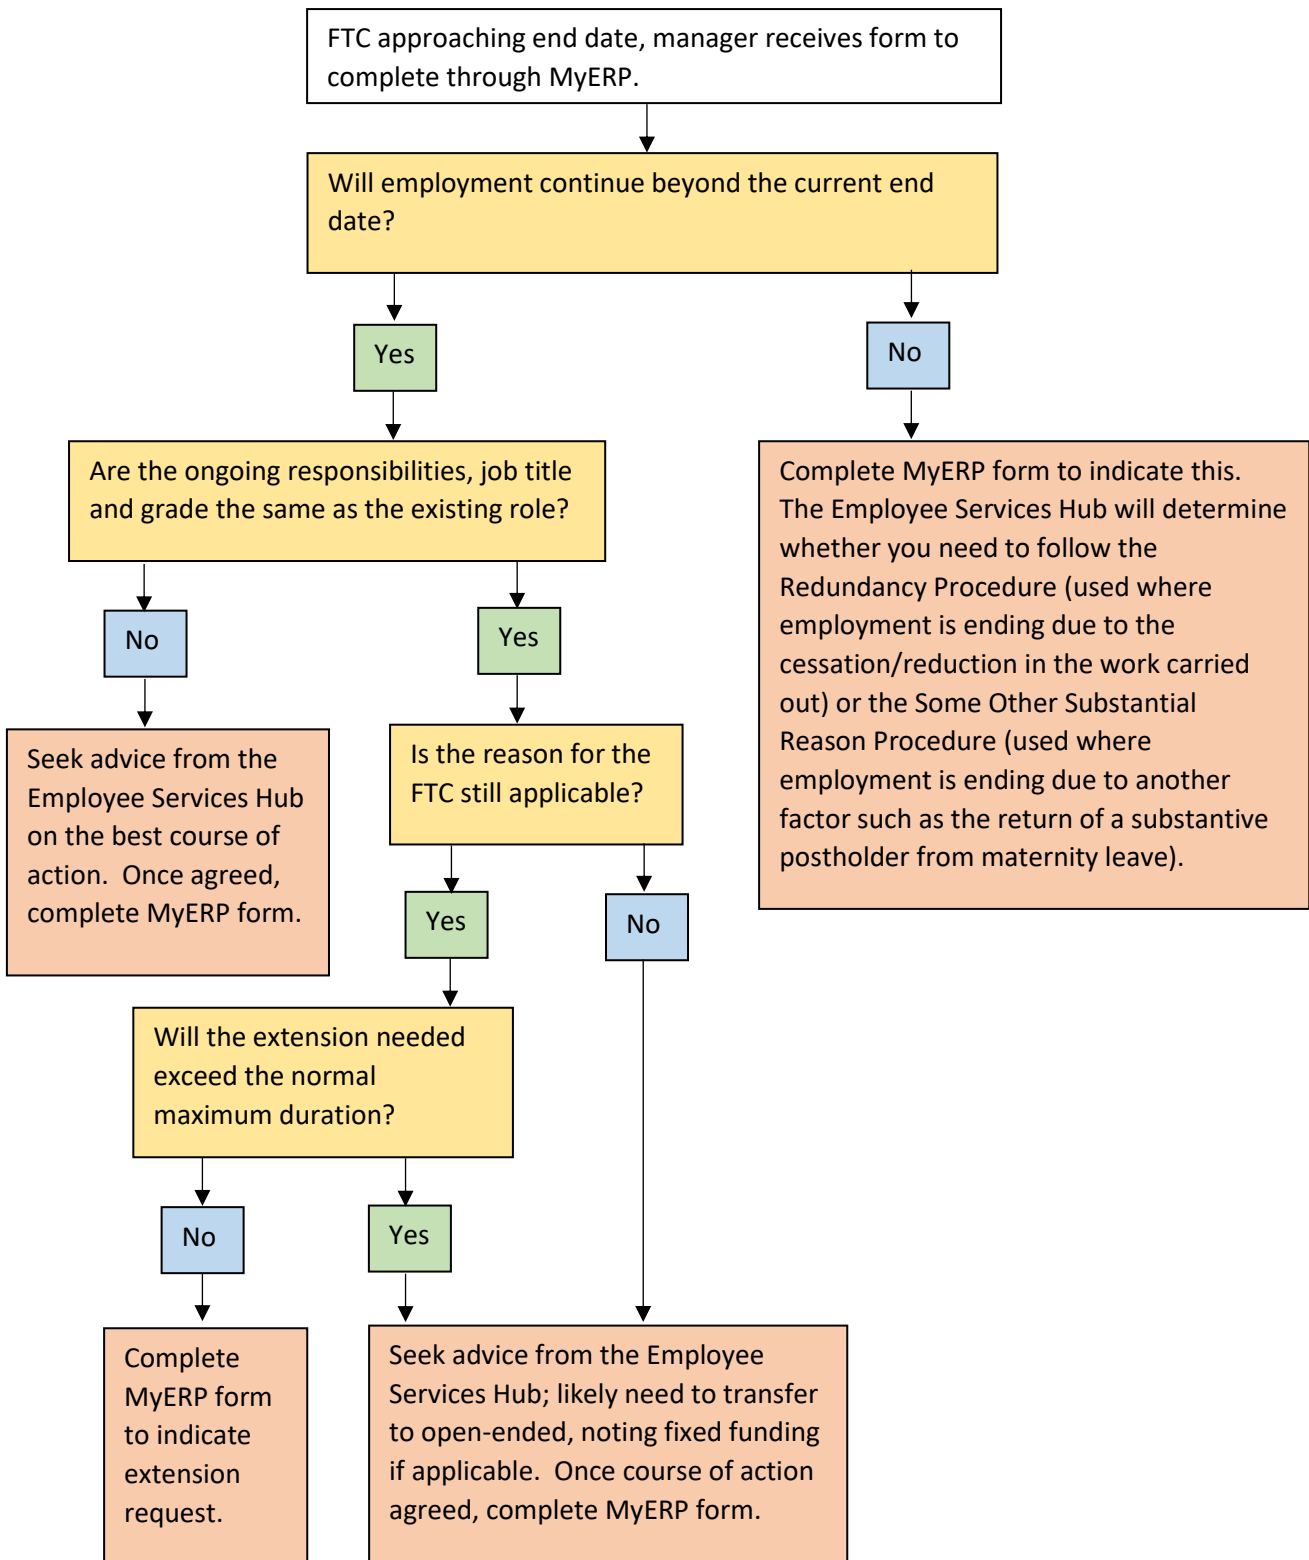 FTC approaching end date, manager receives form to
complete through MyERP.
Will employment continue beyond the current end
date?
Yes
No
Are the ongoing responsibilities, job title
and grade the same as the existing role?
Complete MyERP form to indicate this.
The Employee Services Hub will determine
whether you need to follow the
Redundancy Procedure (used where
employment is ending due to the
cessation/reduction in the work carried
out) or the Some Other Substantial
Reason Procedure (used where
employment is ending due to another
factor such as the return of a substantive
postholder from maternity leave).
No
Yes
Seek advice from the
Employee Services Hub
on the best course of
action.  Once agreed,
complete MyERP form.
Is the reason for the
FTC still applicable?
Yes
No
Will the extension needed
exceed the normal
maximum duration?
No
Yes
Complete
MyERP form
to indicate
extension
request.
Seek advice from the Employee
Services Hub; likely need to transfer
to open-ended, noting fixed funding
if applicable.  Once course of action
agreed, complete MyERP form.